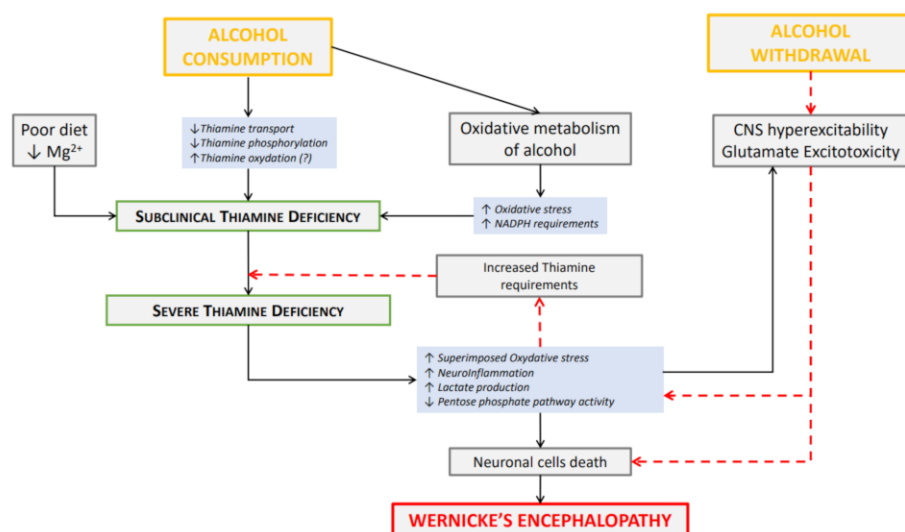 ALCOHOL
CONSUMPTION
ALCOHOL
WITHDRAWAL
Poor diet
↓ Mg²⁺
↓Thiamine transport
↓Thiamine phosphorylation
↑Thiamine oxydation (?)
Oxidative metabolism
of alcohol
CNS hyperexcitability
Glutamate Excitotoxicity
SUBCLINICAL THIAMINE DEFICIENCY
↑ Oxidative stress
↑ NADPH requirements
Increased Thiamine
requirements
SEVERE THIAMINE DEFICIENCY
↑ Superimposed Oxydative stress
↑ NeuroInflammation
↑ Lactate production
↓ Pentose phosphate pathway activity
Neuronal cells death
WERNICKE'S ENCEPHALOPATHY